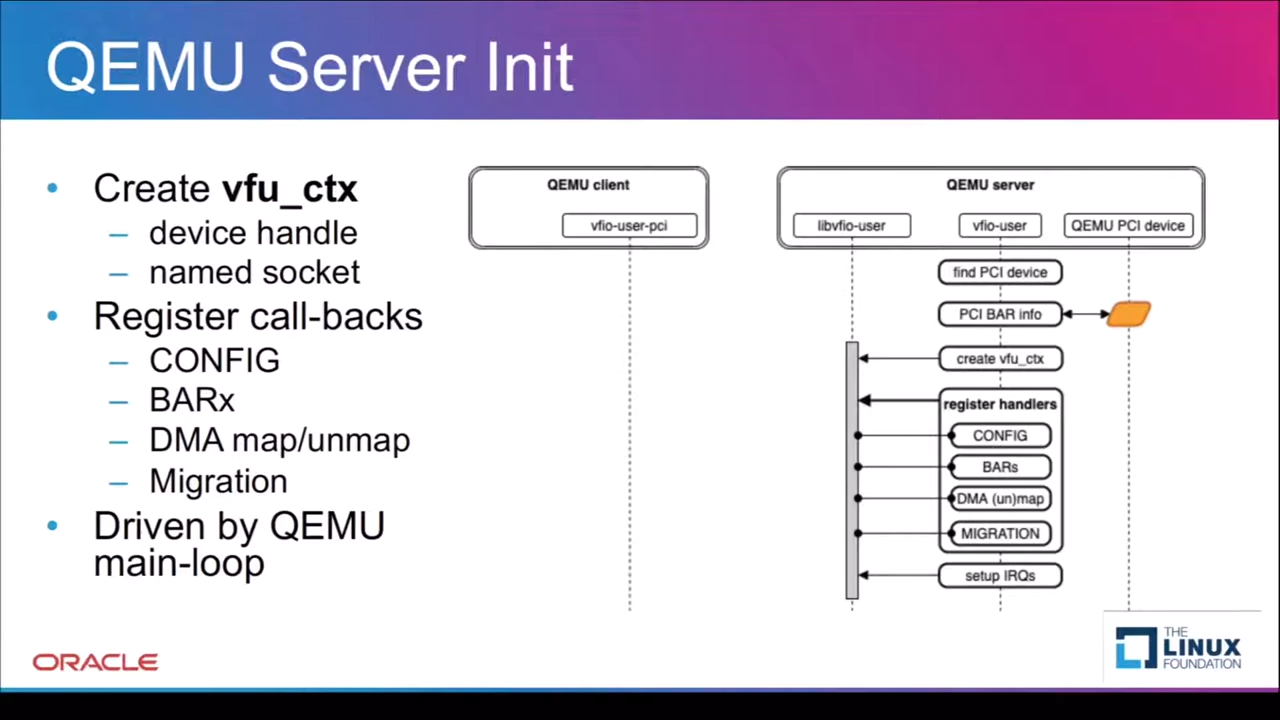 QEMU Server Init
• Create vfu_ctx
– device handle
– named socket
• Register call-backs
– CONFIG
– BARx
– DMA map/unmap
– Migration
• Driven by QEMU
main-loop
QEMU client
vfio-user-pci
QEMU server
libvfio-user
vfio-user
QEMU PCI device
find PCI device
PCI BAR info
create vfu_ctx
register handlers
CONFIG
BARs
DMA (un)map
MIGRATION
setup IRQs
ORACLE
THE
LINUX
FOUNDATION